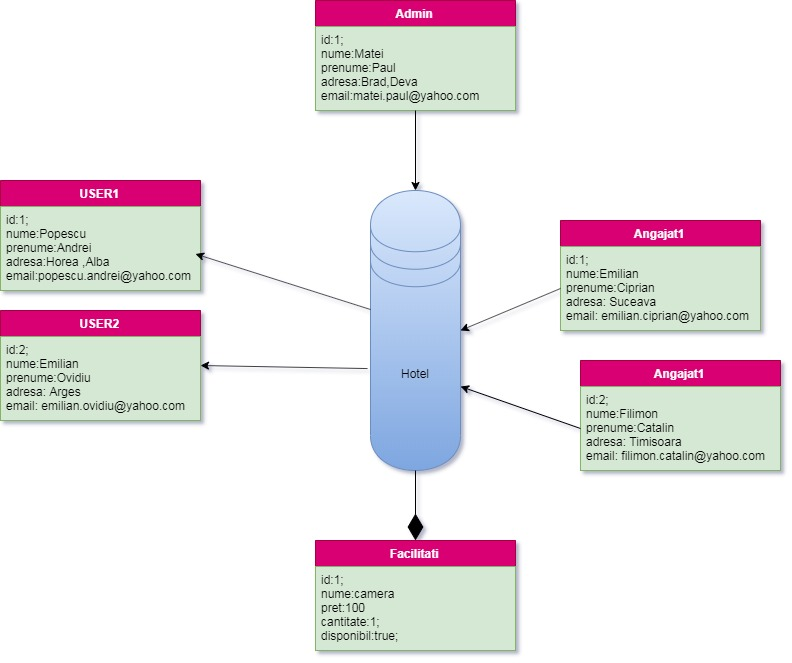 Admin
id:1;
nume:Matei
prenume:Paul
adresa:Brad,Deva
email:matei.paul@yahoo.com
USER1
id:1;
nume:Popescu
prenume:Andrei
adresa:Horea ,Alba
email:popescu.andrei@yahoo.com
Angajat1
id:1;
nume:Emilian
prenume:Ciprian
adresa: Suceava
email: emilian.ciprian@yahoo.com
USER2
id:2;
nume:Emilian
prenume:Ovidiu
adresa: Arges
email: emilian.ovidiu@yahoo.com
Hotel
Angajat1
id:2;
nume:Filimon
prenume:Catalin
adresa: Timisoara
email: filimon.catalin@yahoo.com
Facilitati
id:1;
nume:camera
pret:100
cantitate:1;
disponibil:true;